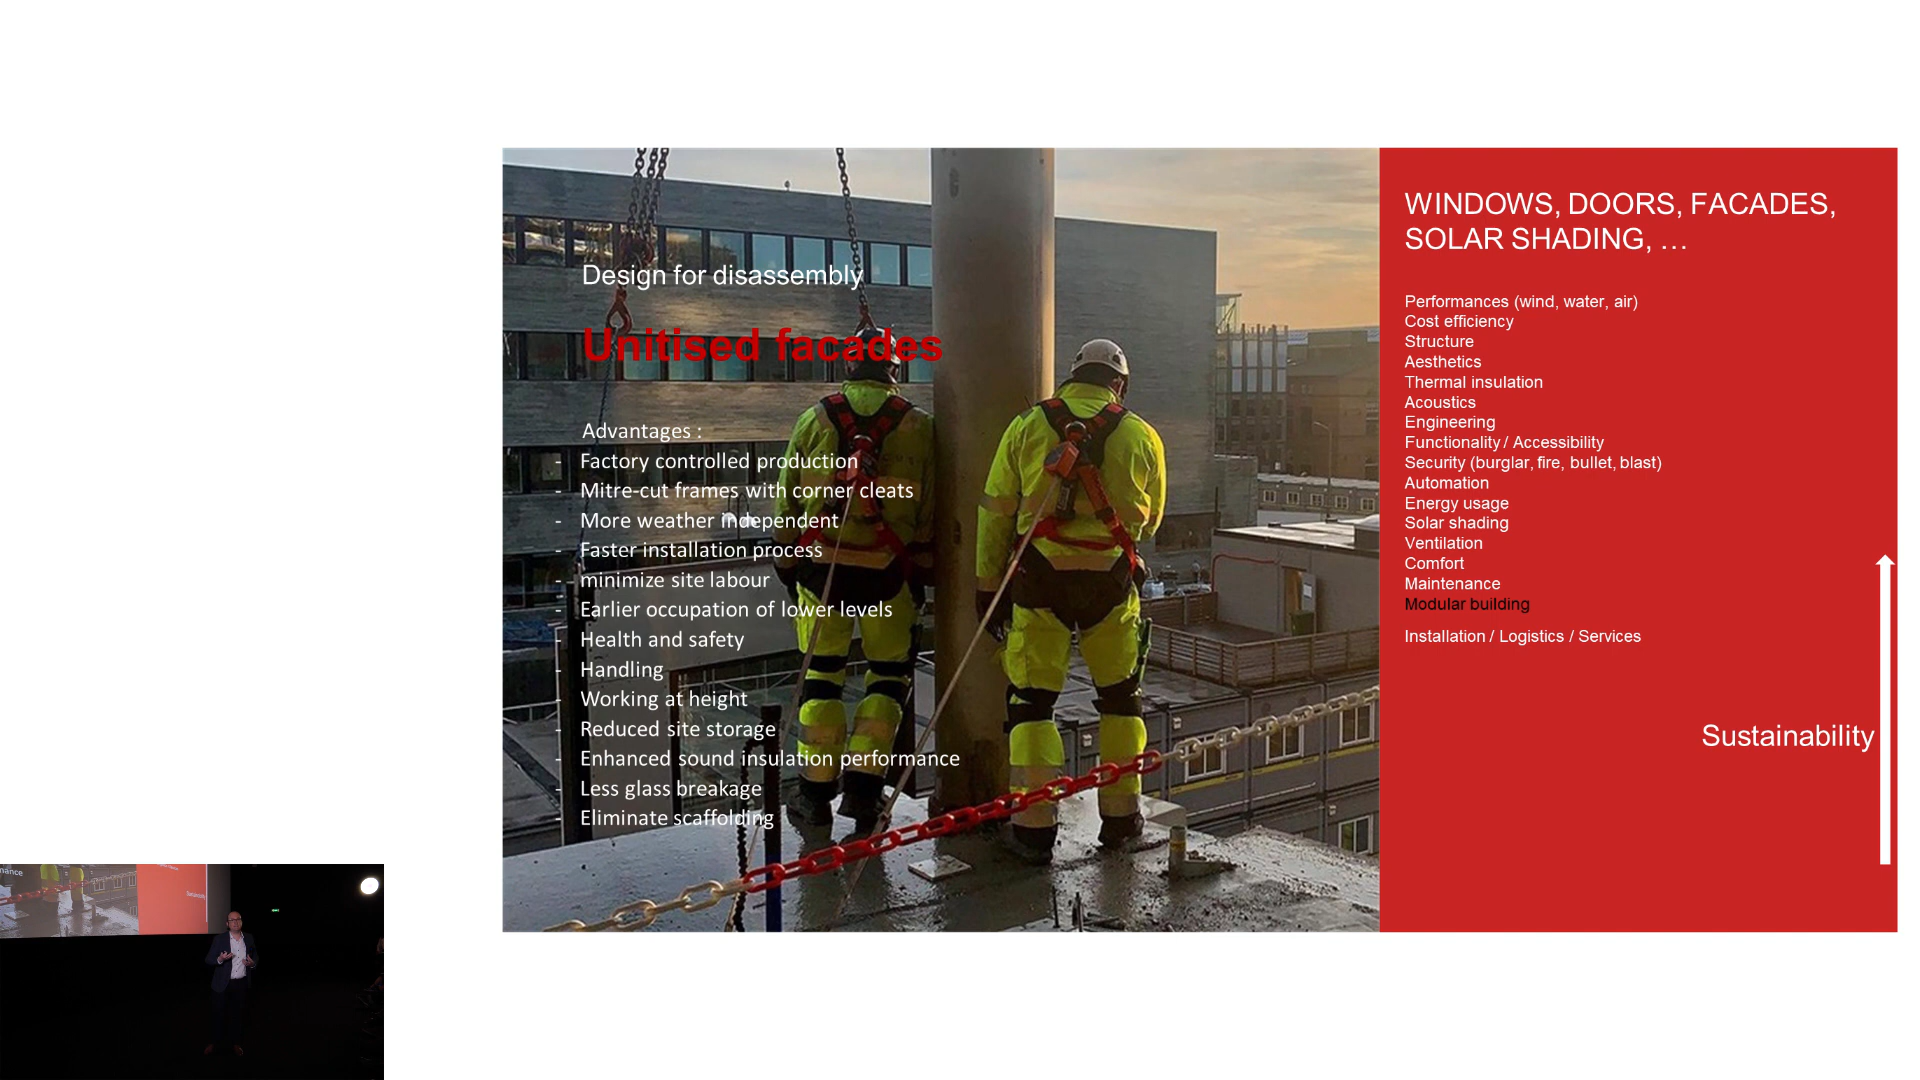 Design for disassembly
Unitised facades
Advantages :
- Factory controlled production
- Mitre-cut frames with corner cleats
- More weather independent
- Faster installation process
- minimize site labour
- Earlier occupation of lower levels
- Health and safety
- Handling
- Working at height
- Reduced site storage
- Enhanced sound insulation performance
- Less glass breakage
- Eliminate scaffolding
WINDOWS, DOORS, FACADES,
SOLAR SHADING, …
Performances (wind, water, air)
Cost efficiency
Structure
Aesthetics
Thermal insulation
Acoustics
Engineering
Functionality / Accessibility
Security (burglar, fire, bullet, blast)
Automation
Energy usage
Solar shading
Ventilation
Comfort
Maintenance
Modular building
Installation / Logistics / Services
Sustainability